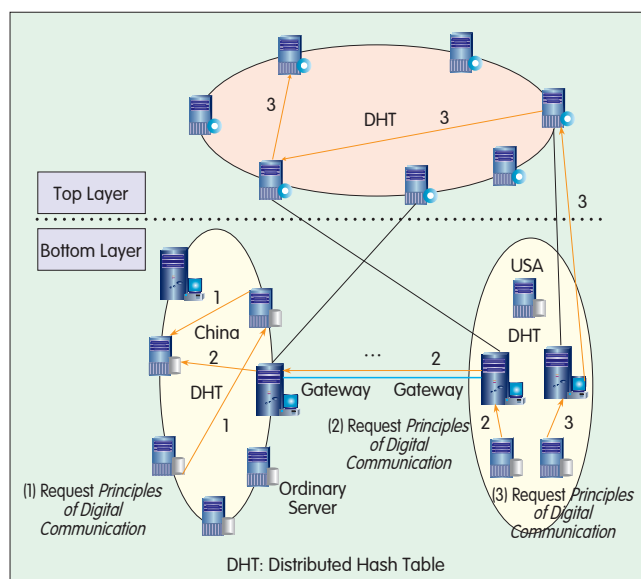 3
DHT
3
Top Layer
3
Bottom Layer
USA
1
China
DHT
2
...
2
DHT
1
Gateway
Gateway
(2) Request Principles
of Digital
Communication
2
3
(1) Request Principles
of Digital
Communication
Ordinary
Server
(3) Request Principles
of Digital
Communication
DHT: Distributed Hash Table